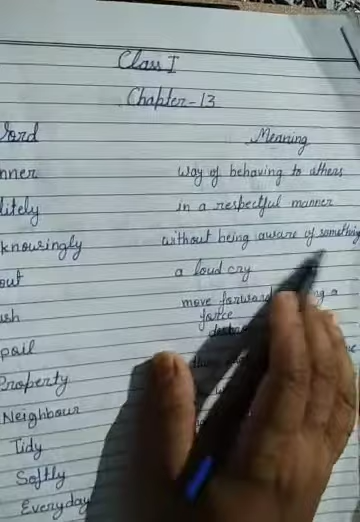 Class I
Chapter-13
Word Meaning
nner way of behaving to others
litely in a respectful manner
knowingly without being aware of something
out a loud cry
sh move forward a
force
poil
Property
Neighbour
Tidy
Softly
Everyday